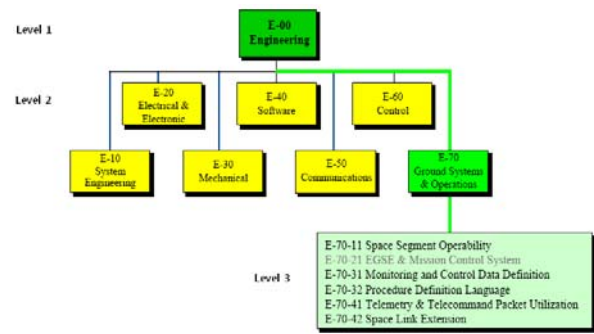 Level 1
E-00
Engineering
Level 2
E-20
Electrical &
Electronic
E-40
Software
E-60
Control
E-10
System
Engineering
E-30
Mechanical
E-50
Communications
E-70
Ground Systems
& Operations
Level 3
E-70-11 Space Segment Operability
E-70-21 EGSE & Mission Control System
E-70-31 Monitoring and Control Data Definition
E-70-32 Procedure Definition Language
E-70-41 Telemetry & Telecommand Packet Utilization
E-70-42 Space Link Extension